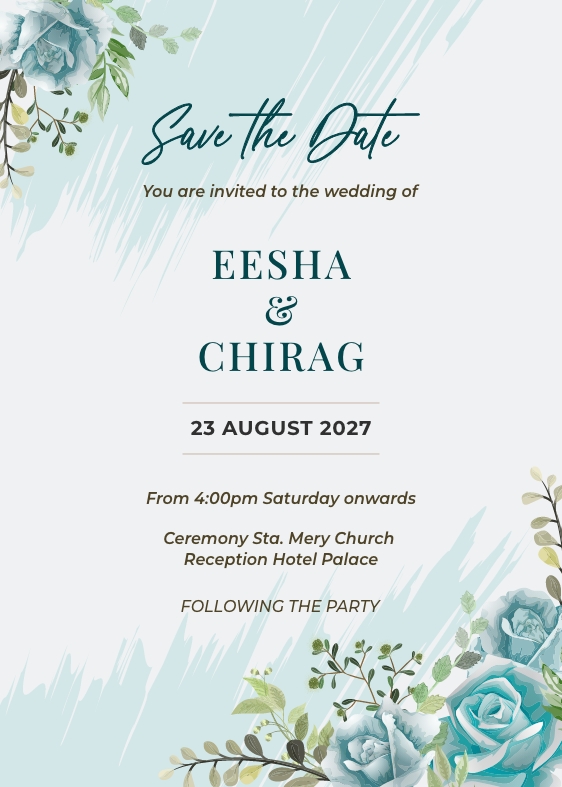 Save the Date
You are invited to the wedding of
EESHA
&
CHIRAG
23 AUGUST 2027
From 4:00pm Saturday onwards
Ceremony Sta. Mery Church
Reception Hotel Palace
FOLLOWING THE PARTY